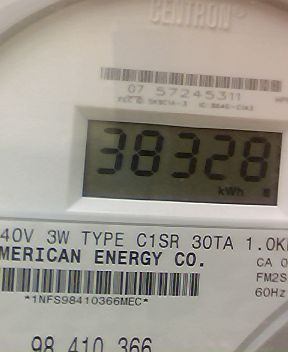 CENTRON
07 57245311
38328
kWh
40V 3W TYPE C1SR 30TA 1.0K
MERICAN ENERGY CO.
CA 0
FM2S
*1NFS98410366MEC*
60Hz
98 410 366